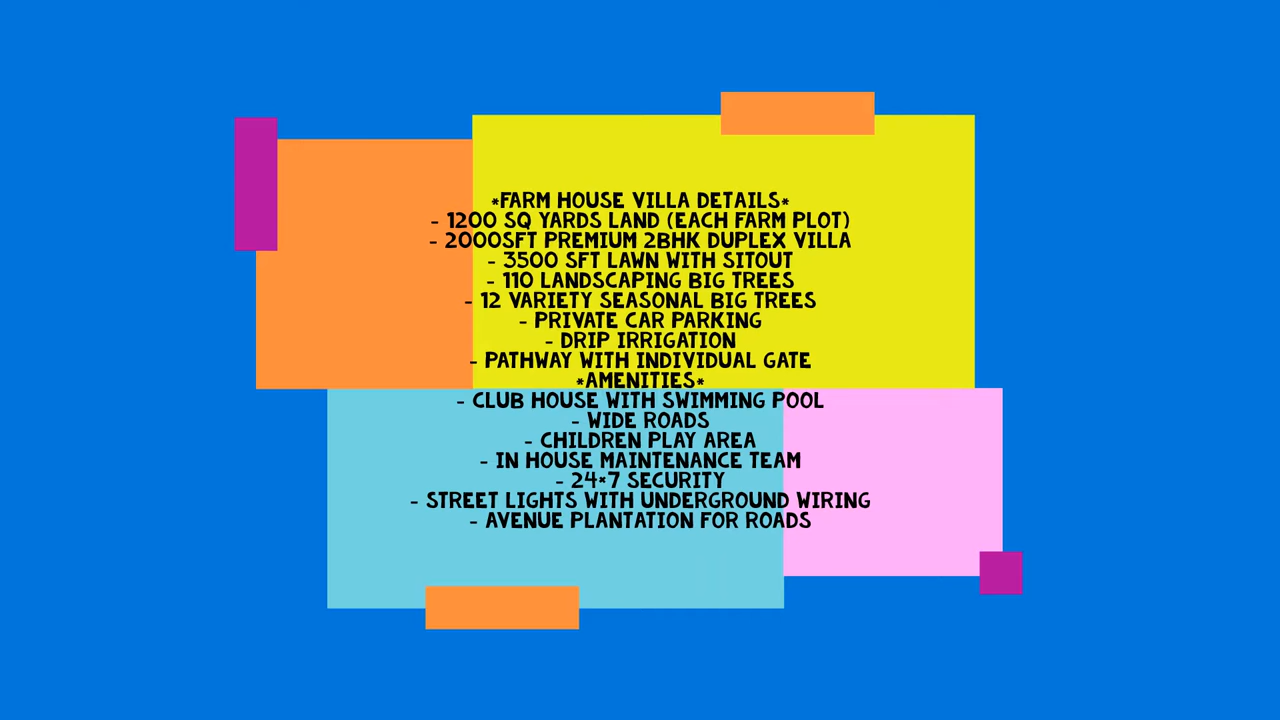 *FARM HOUSE VILLA DETAILS*
- 1200 SQ YARDS LAND (EACH FARM PLOT)
- 2000SFT PREMIUM 2BHK DUPLEX VILLA
- 3500 SFT LAWN WITH SITOUT
- 110 LANDSCAPING BIG TREES
- 12 VARIETY SEASONAL BIG TREES
- PRIVATE CAR PARKING
- DRIP IRRIGATION
- PATHWAY WITH INDIVIDUAL GATE
*AMENITIES*
- CLUB HOUSE WITH SWIMMING POOL
- WIDE ROADS
- CHILDREN PLAY AREA
- IN HOUSE MAINTENANCE TEAM
- 24*7 SECURITY
- STREET LIGHTS WITH UNDERGROUND WIRING
- AVENUE PLANTATION FOR ROADS